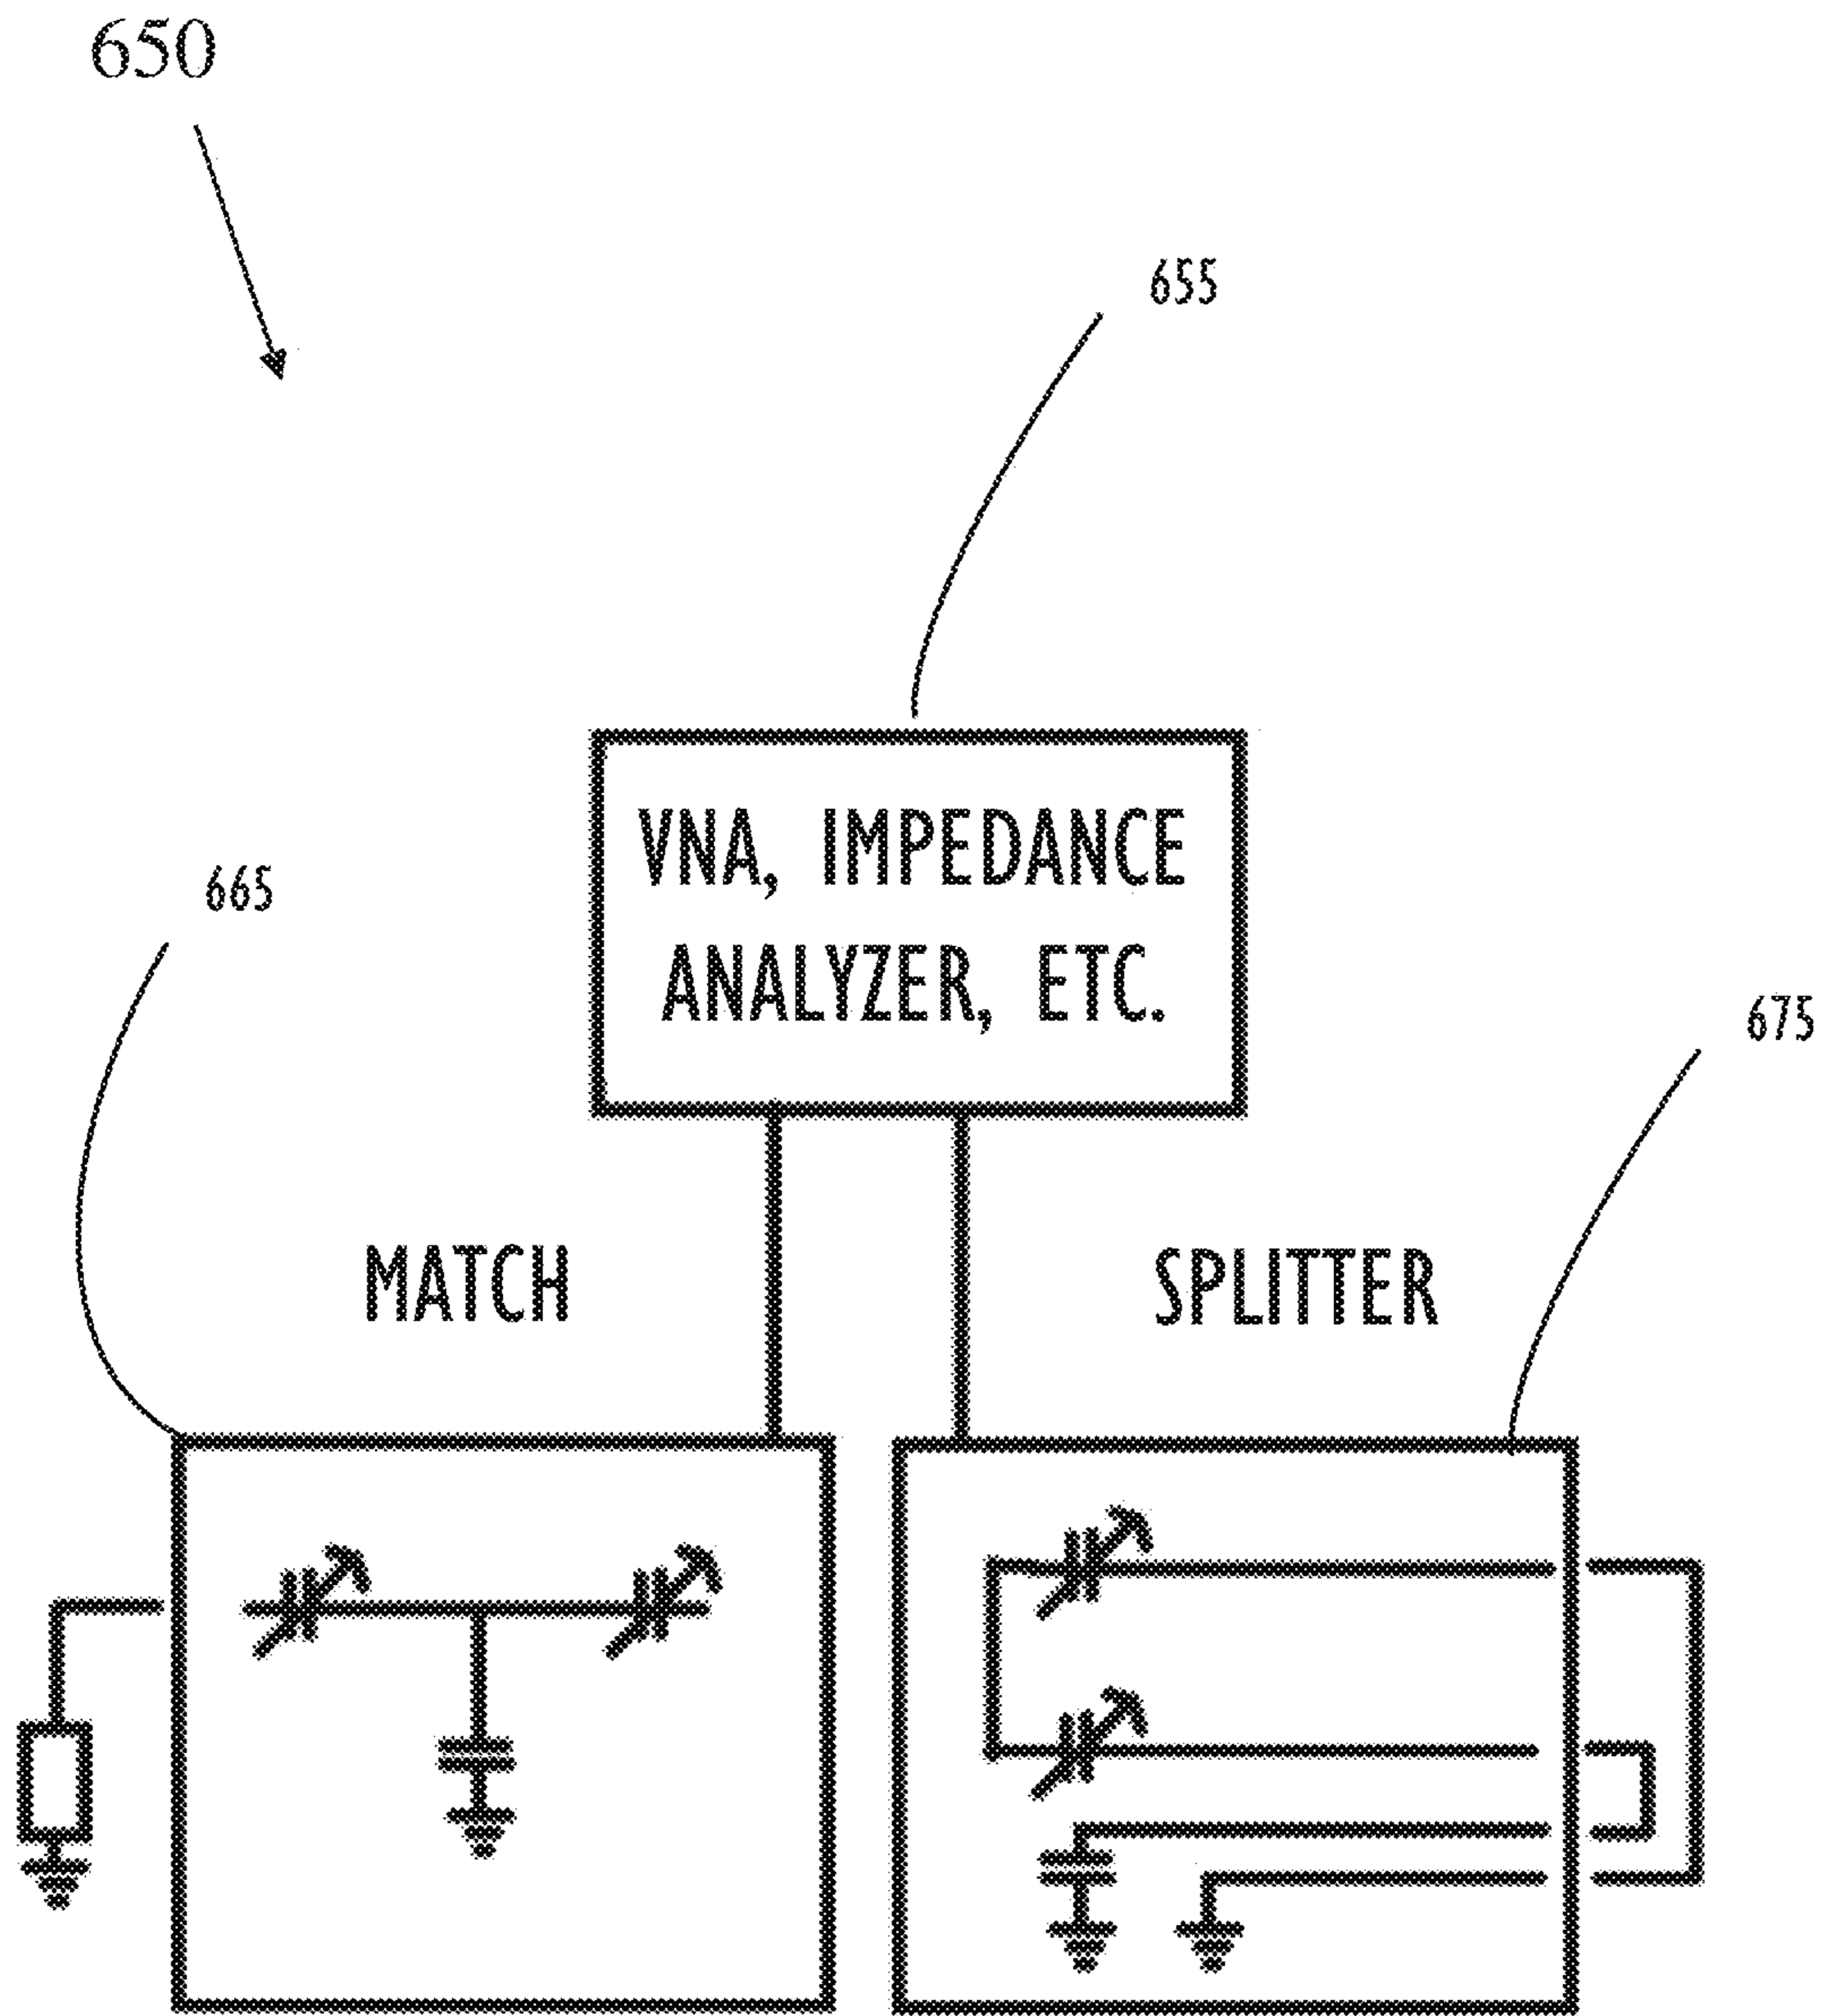 650
655
VNA, IMPEDANCE
ANALYZER, ETC.
665
675
MATCH
SPLITTER